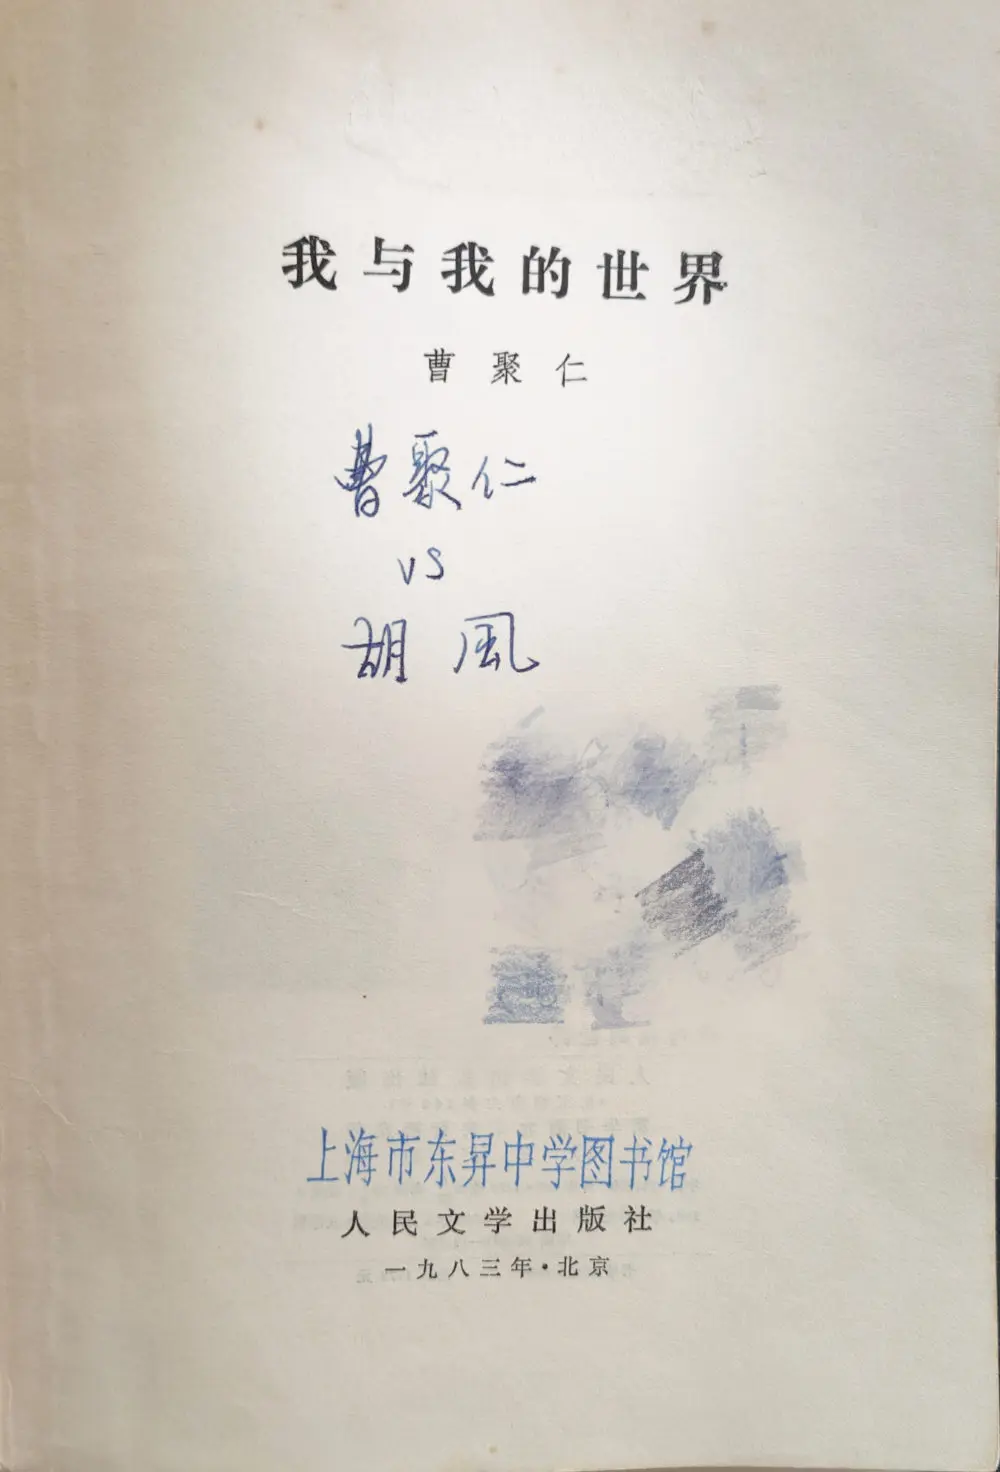 我与我的世界
曹聚仁
曹聚仁
vs
胡風
上海市东昇中学图书馆
人民文学出版社
一九八三年·北京